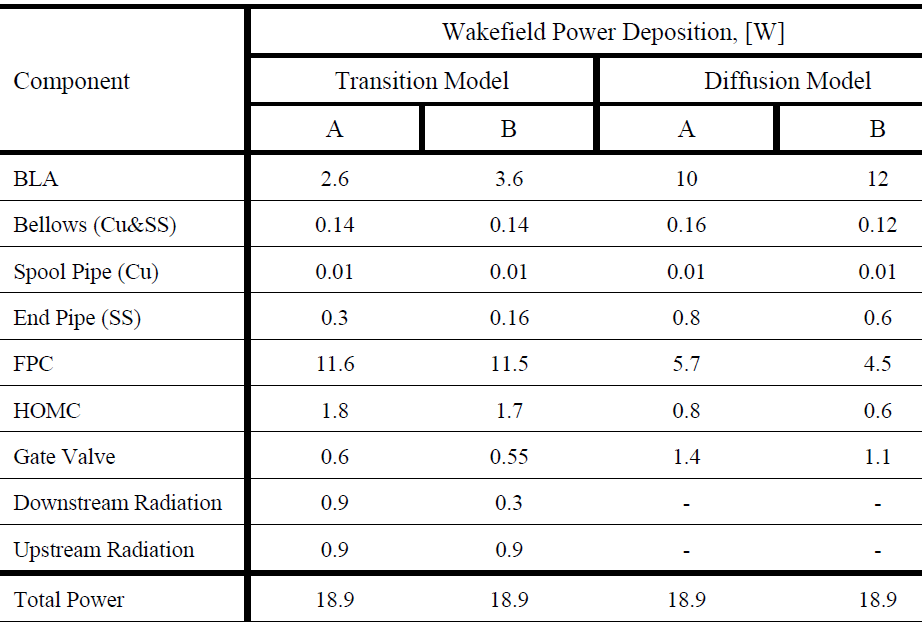 Wakefield Power Deposition, [W]
Component
Transition Model Diffusion Model
A B A B
BLA 2.6 3.6 10 12
Bellows (Cu&SS) 0.14 0.14 0.16 0.12
Spool Pipe (Cu) 0.01 0.01 0.01 0.01
End Pipe (SS) 0.3 0.16 0.8 0.6
FPC 11.6 11.5 5.7 4.5
HOMC 1.8 1.7 0.8 0.6
Gate Valve 0.6 0.55 1.4 1.1
Downstream Radiation 0.9 0.3 - -
Upstream Radiation 0.9 0.9 - -
Total Power 18.9 18.9 18.9 18.9